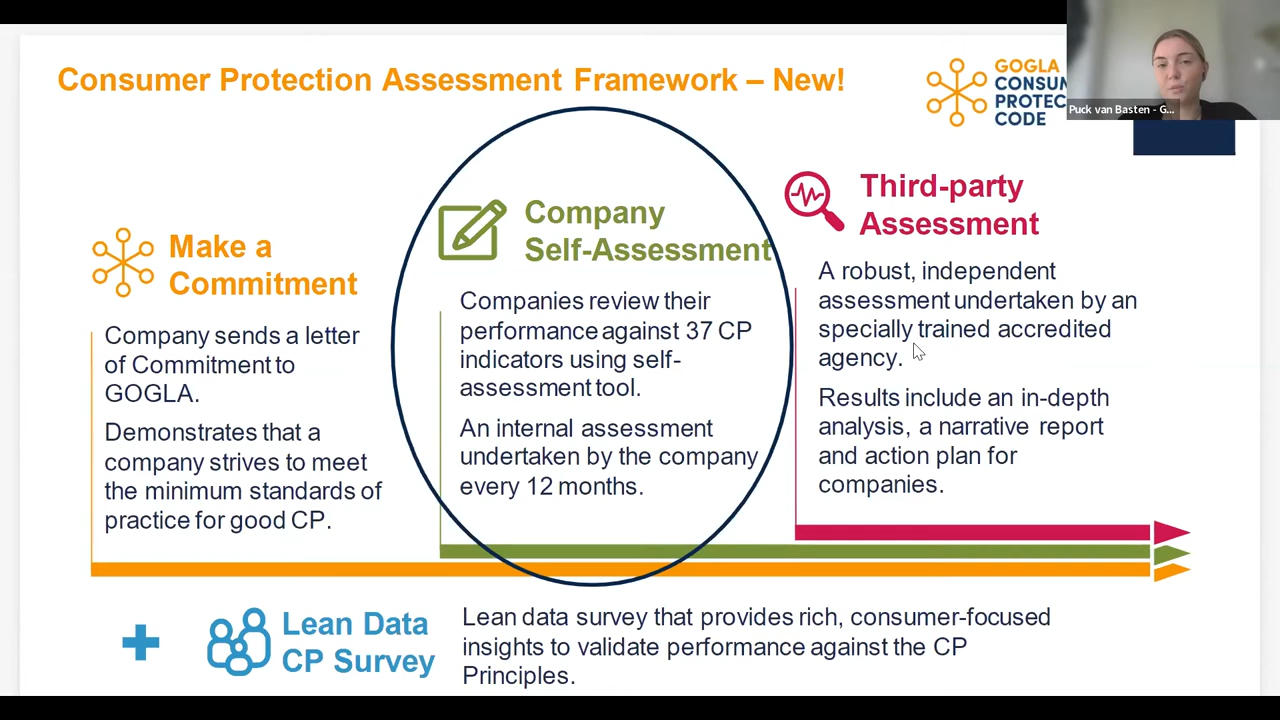 Consumer Protection Assessment Framework – New!
GOGLA
CONSUM
PROTEC
CODE
Puck van Basten - G...
Make a
Commitment
Company sends a letter
of Commitment to
GOGLA.
Demonstrates that a
company strives to meet
the minimum standards of
practice for good CP.
Company
Self-Assessment
Companies review their
performance against 37 CP
indicators using self-
assessment tool.
An internal assessment
undertaken by the company
every 12 months.
Third-party
Assessment
A robust, independent
assessment undertaken by an
specially trained accredited
agency.
Results include an in-depth
analysis, a narrative report
and action plan for
companies.
Lean Data
CP Survey
Lean data survey that provides rich, consumer-focused
insights to validate performance against the CP
Principles.